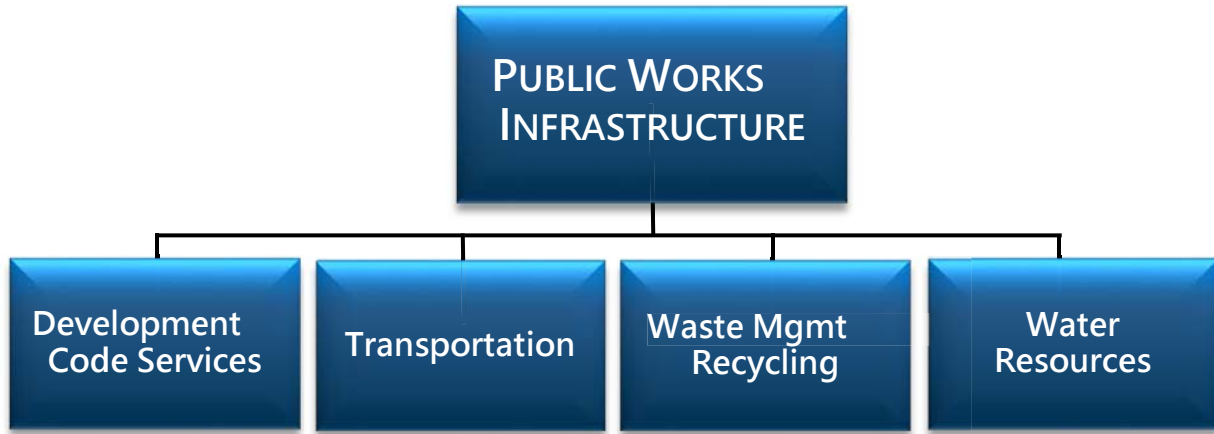 PUBLIC WORKS
INFRASTRUCTURE
Development
Code Services
Transportation
Waste Mgmt
Recycling
Water
Resources